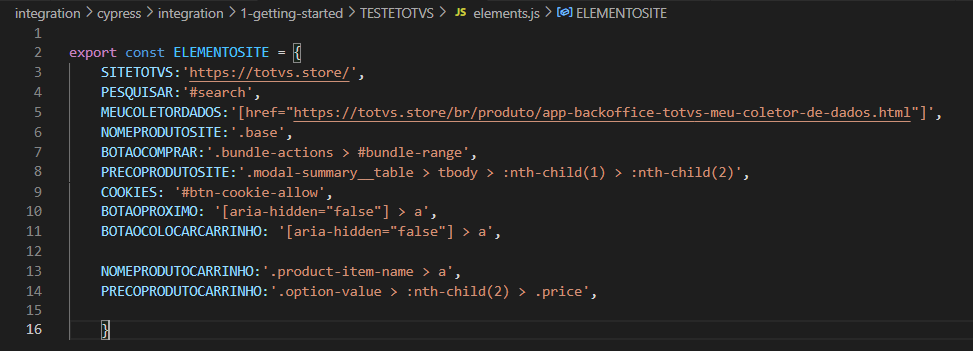 integration > cypress > integration > 1-getting-started > TESTETOTVS > JS elements.js > ELEMENTOSITE
1
2 export const ELEMENTOSITE = {
3 SITETOTVS:'https://totvs.store/',
4 PESQUISAR:'#search',
5 MEUCOLETORDADOS:'[href="https://totvs.store/br/produto/app-backoffice-totvs-meu-coletor-de-dados.html"]',
6 NOMEPRODUTOSITE:'.base',
7 BOTAOCOMPRAR:'.bundle-actions > #bundle-range',
8 PRECOPRODUTOSITE:'.modal-summary__table > tbody > :nth-child(1) > :nth-child(2)',
9 COOKIES: '#btn-cookie-allow',
10 BOTAOPROXIMO: '[aria-hidden="false"] > a',
11 BOTAOCOLOCARCARRINHO: '[aria-hidden="false"] > a',
12
13 NOMEPRODUTOCARRINHO:'.product-item-name > a',
14 PRECOPRODUTOCARRINHO:'.option-value > :nth-child(2) > .price',
15
16 }